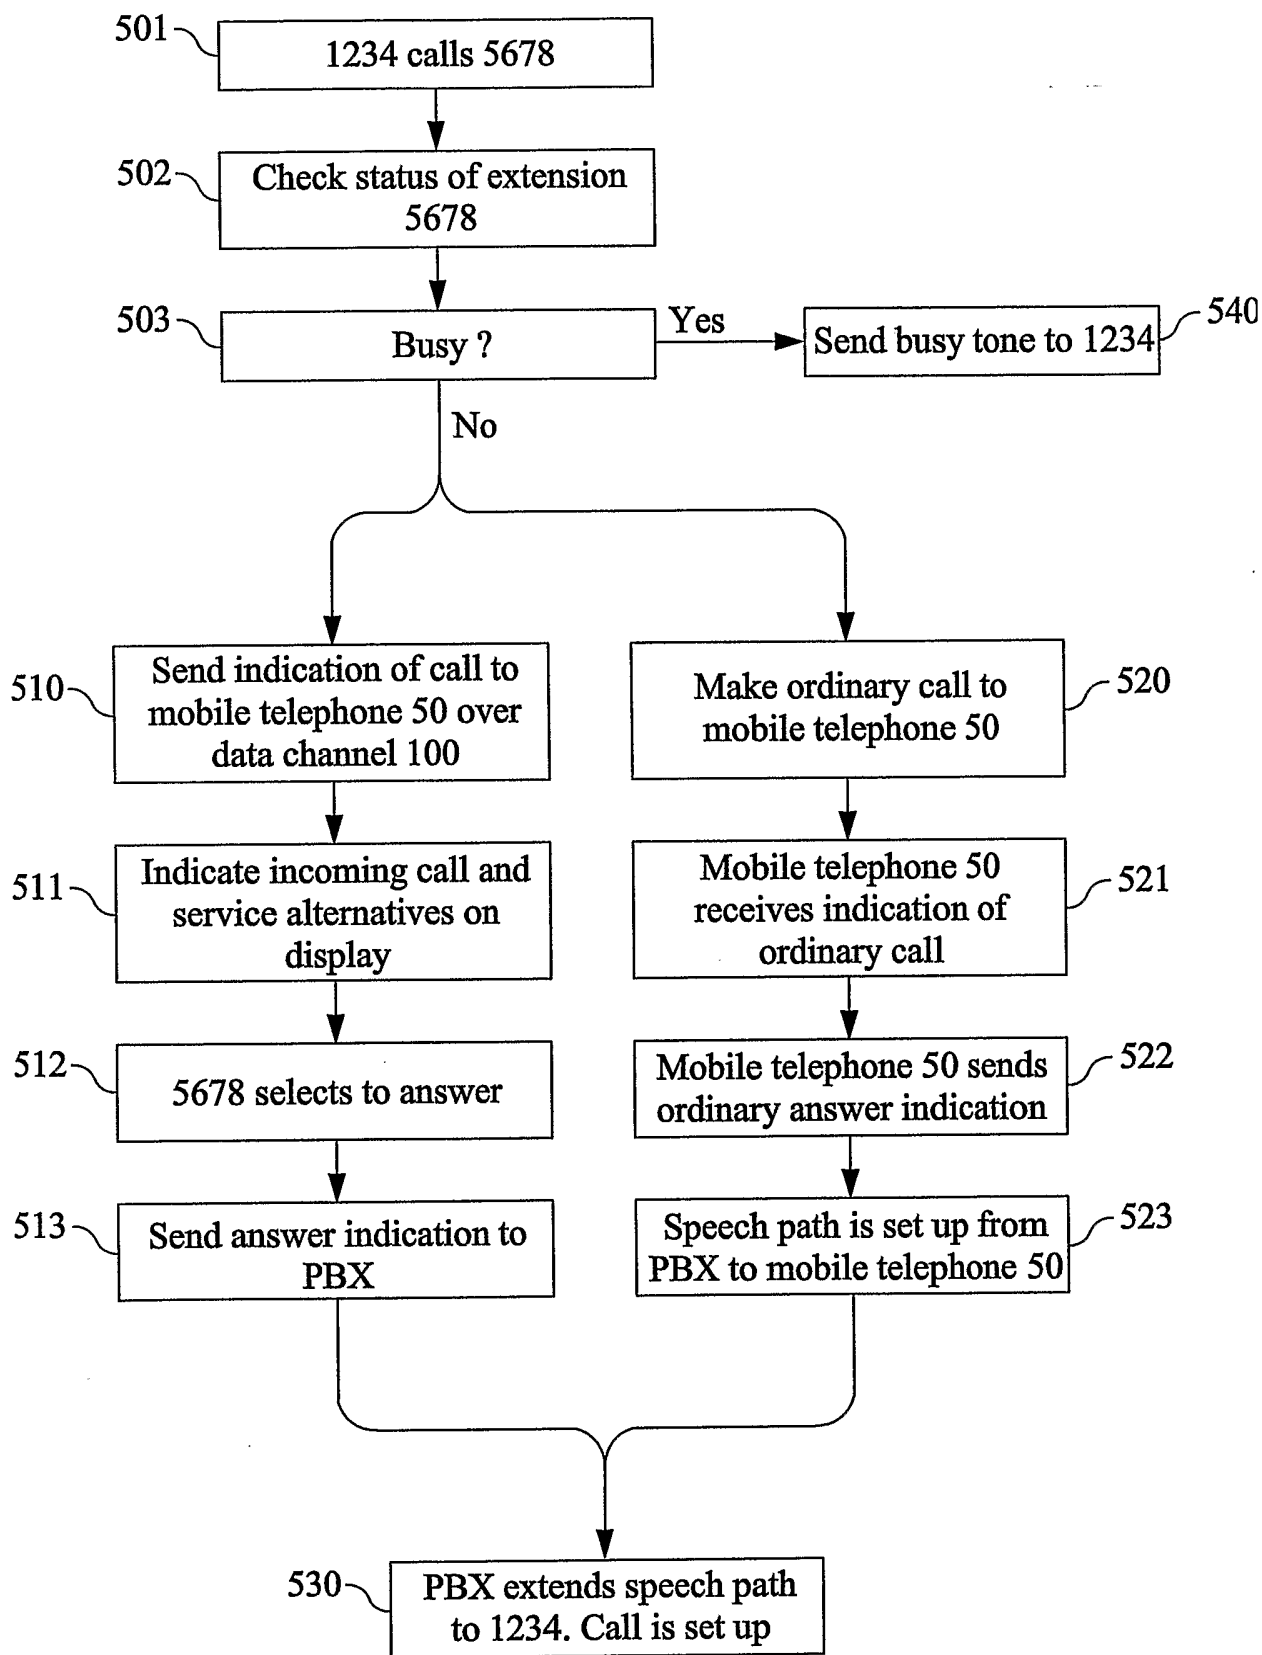 501
1234 calls 5678
502
Check status of extension
5678
503
Busy ?
Yes
Send busy tone to 1234
540
No
510
Send indication of call to
mobile telephone 50 over
data channel 100
Make ordinary call to
mobile telephone 50
520
511
Indicate incoming call and
service alternatives on
display
Mobile telephone 50
receives indication of
ordinary call
521
512
5678 selects to answer
Mobile telephone 50 sends
ordinary answer indication
522
513
Send answer indication to
PBX
Speech path is set up from
PBX to mobile telephone 50
523
530
PBX extends speech path
to 1234. Call is set up